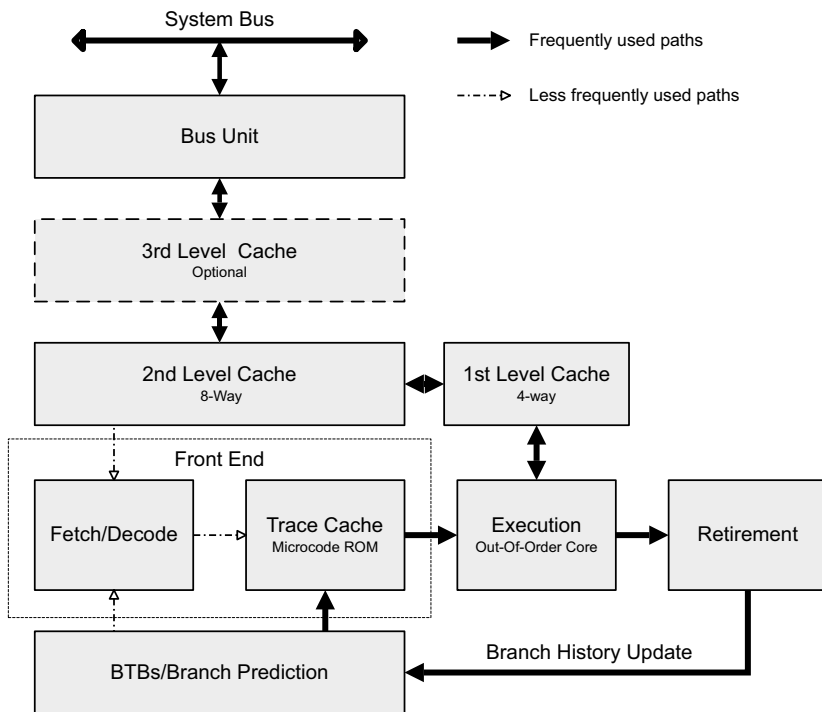 System Bus
Frequently used paths
Less frequently used paths
Bus Unit
3rd Level Cache
Optional
2nd Level Cache
8-Way
1st Level Cache
4-way
Front End
Fetch/Decode
Trace Cache
Microcode ROM
Execution
Out-Of-Order Core
Retirement
Branch History Update
BTBs/Branch Prediction